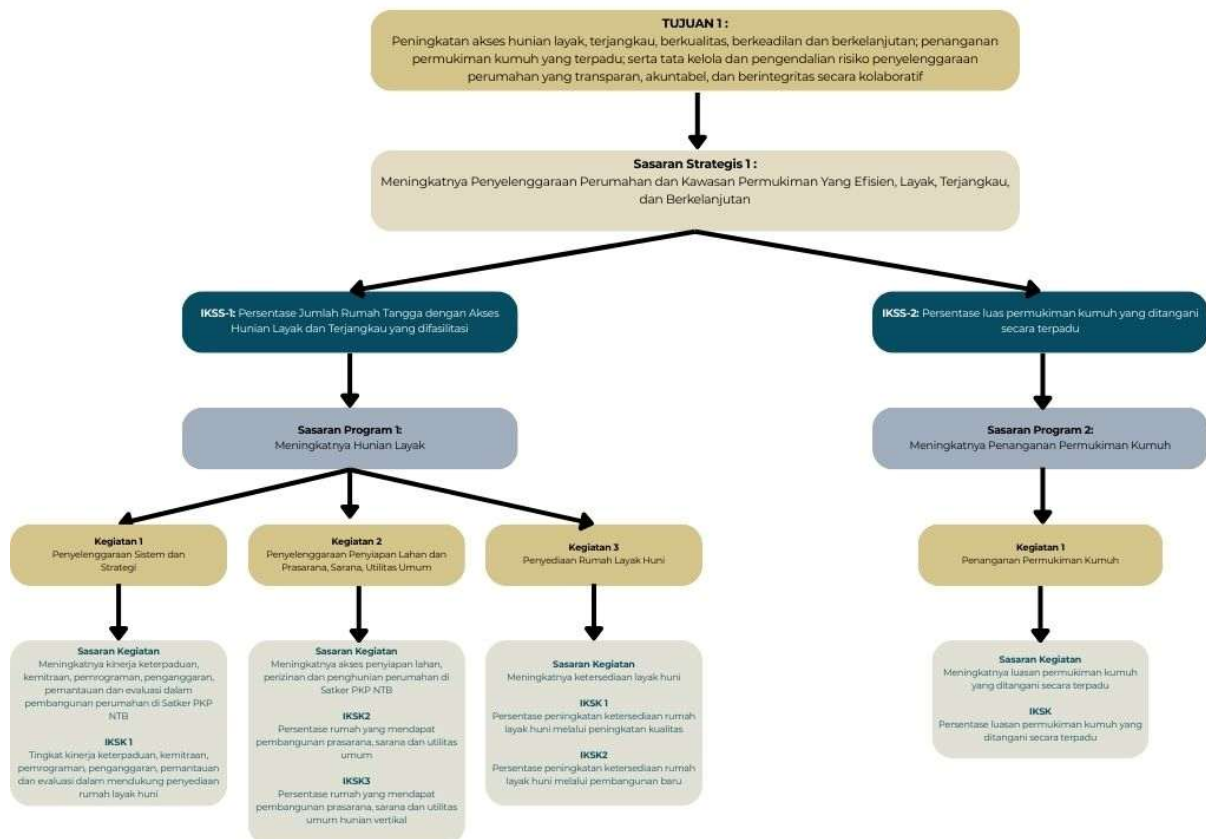 TUJUAN 1 :
Peningkatan akses hunian layak, terjangkau, berkualitas, berkeadilan dan berkelanjutan; penanganan
permukiman kumuh yang terpadu; serta tata kelola dan pengendalian risiko penyelenggaraan
perumahan yang transparan, akuntabel, dan berintegritas secara kolaboratif
Sasaran Strategis 1 :
Meningkatnya Penyelenggaraan Perumahan dan Kawasan Permukiman Yang Efisien, Layak, Terjangkau,
dan Berkelanjutan
IKSS-1: Persentase Jumlah Rumah Tangga dengan Akses
Hunian Layak dan Terjangkau yang difasilitasi
IKSS-2: Persentase luas permukiman kumuh yang ditangani
secara terpadu
Sasaran Program 1:
Meningkatnya Hunian Layak
Sasaran Program 2:
Meningkatnya Penanganan Permukiman Kumuh
Kegiatan 1
Penyelenggaraan Sistem dan
Strategi
Kegiatan 2
Penyelenggaraan Penyiapan Lahan dan
Prasarana, Sarana, Utilitas Umum
Kegiatan 3
Penyediaan Rumah Layak Huni
Kegiatan 1
Penanganan Permukiman Kumuh
Sasaran Kegiatan
Meningkatnya kinerja keterpaduan,
kemitraan, pemrograman, penganggaran,
pemantauan dan evaluasi dalam
pembangunan perumahan di Satker PKP
NTB
IKSK 1
Tingkat kinerja keterpaduan, kemitraan,
pemrograman, penganggaran, pemantauan
dan evaluasi dalam mendukung penyediaan
rumah layak huni
Sasaran Kegiatan
Meningkatnya akses penyiapan lahan,
perizinan dan penghunian perumahan di
Satker PKP NTB
IKSK2
Persentase rumah yang mendapat
pembangunan prasarana, sarana dan utilitas
umum
IKSK3
Persentase rumah yang mendapat
pembangunan prasarana, sarana dan utilitas
umum hunian vertikal
Sasaran Kegiatan
Meningkatnya ketersediaan layak huni
IKSK 1
Persentase peningkatan ketersediaan rumah
layak huni melalui peningkatan kualitas
IKSK2
Persentase peningkatan ketersediaan rumah
layak huni melalui pembangunan baru
Sasaran Kegiatan
Meningkatnya luasan permukiman kumuh
yang ditangani secara terpadu
IKSK
Persentase luasan permukiman kumuh yang
ditangani secara terpadu